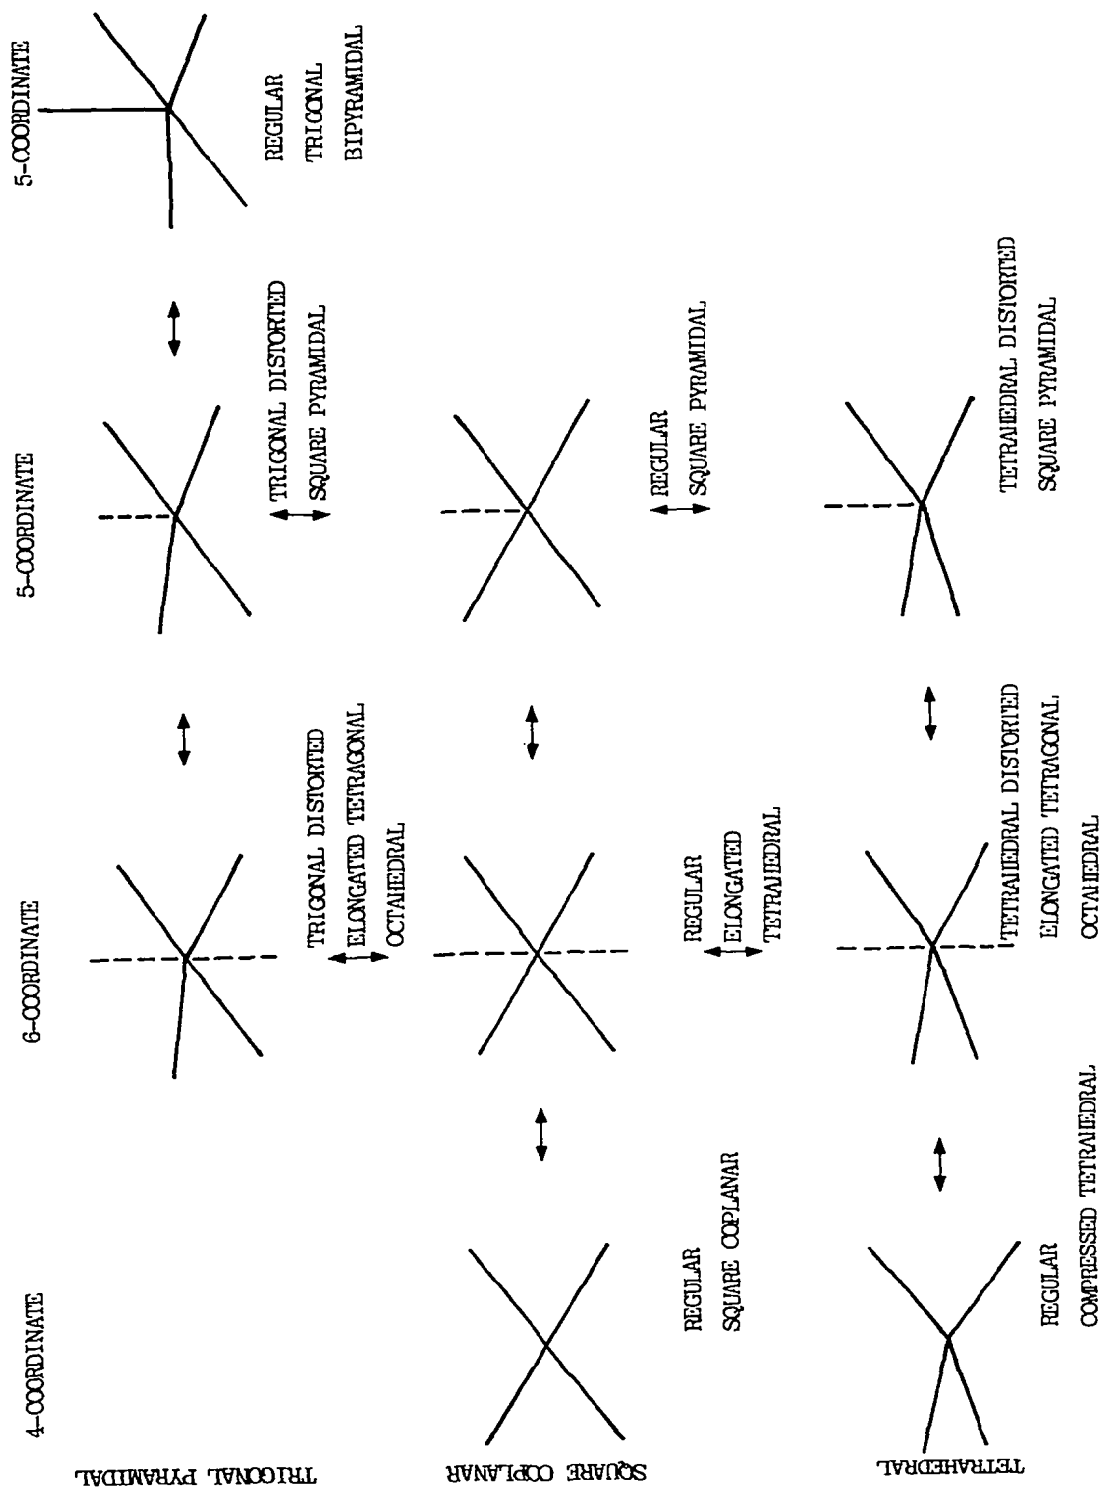 4-COORDINATE
6-COORDINATE
5-COORDINATE
5-COORDINATE
TRIGONAL PYRAMIDAL
TRIGONAL DISTORTED
ELONGATED TETRAGONAL
OCTAHEDRAL
TRIGONAL DISTORTED
SQUARE PYRAMIDAL
REGULAR
TRIGONAL
BIPYRAMIDAL
SQUARE COPLANAR
REGULAR
SQUARE COPLANAR
REGULAR
ELONGATED
TETRAHEDRAL
REGULAR
SQUARE PYRAMIDAL
TETRAHEDRAL
REGULAR
COMPRESSED TETRAHEDRAL
TETRAHEDRAL DISTORTED
ELONGATED TETRAGONAL
OCTAHEDRAL
TETRAHEDRAL DISTORTED
SQUARE PYRAMIDAL